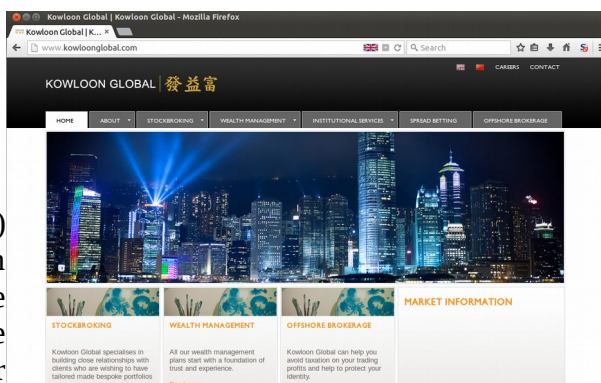 Kowloon Global | Kowloon Global - Mozilla Firefox
Kowloon Global | K... ×
www.kowloonglobal.com
Search
CAREERS CONTACT
KOWLOON GLOBAL 發益富
HOME ABOUT STOCKBROKING WEALTH MANAGEMENT INSTITUTIONAL SERVICES SPREAD BETTING OFFSHORE BROKERAGE
)
n
e
e
r
STOCKBROKING
Kowloon Global specialises in
building close relationships with
clients who are wishing to have
tailored made bespoke portfolios
WEALTH MANAGEMENT
All our wealth management
plans start with a foundation of
trust and experience.
OFFSHORE BROKERAGE
Kowloon Global can help you
avoid taxation on your trading
profits and help to protect your
identity.
MARKET INFORMATION